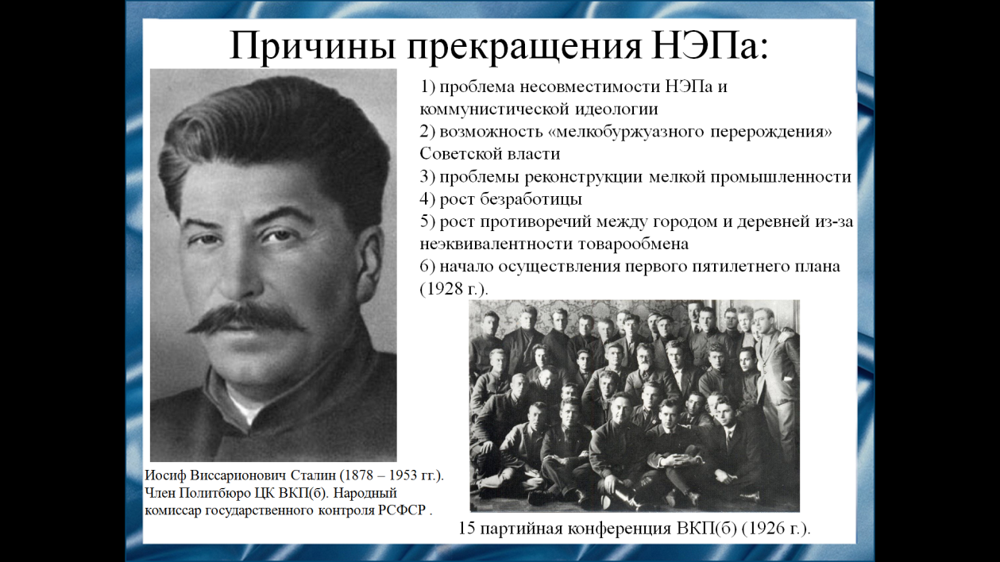 Причины прекращения НЭПа:
1) проблема несовместимости НЭПа и
коммунистической идеологии
2) возможность «мелкобуржуазного перерождения»
Советской власти
3) проблемы реконструкции мелкой промышленности
4) рост безработицы
5) рост противоречий между городом и деревней из-за
неэквивалентности товарообмена
6) начало осуществления первого пятилетнего плана
(1928 г.).
Иосиф Виссарионович Сталин (1878 – 1953 гг.).
Член Политбюро ЦК ВКП(б). Народный
комиссар государственного контроля РСФСР .
15 партийная конференция ВКП(б) (1926 г.).